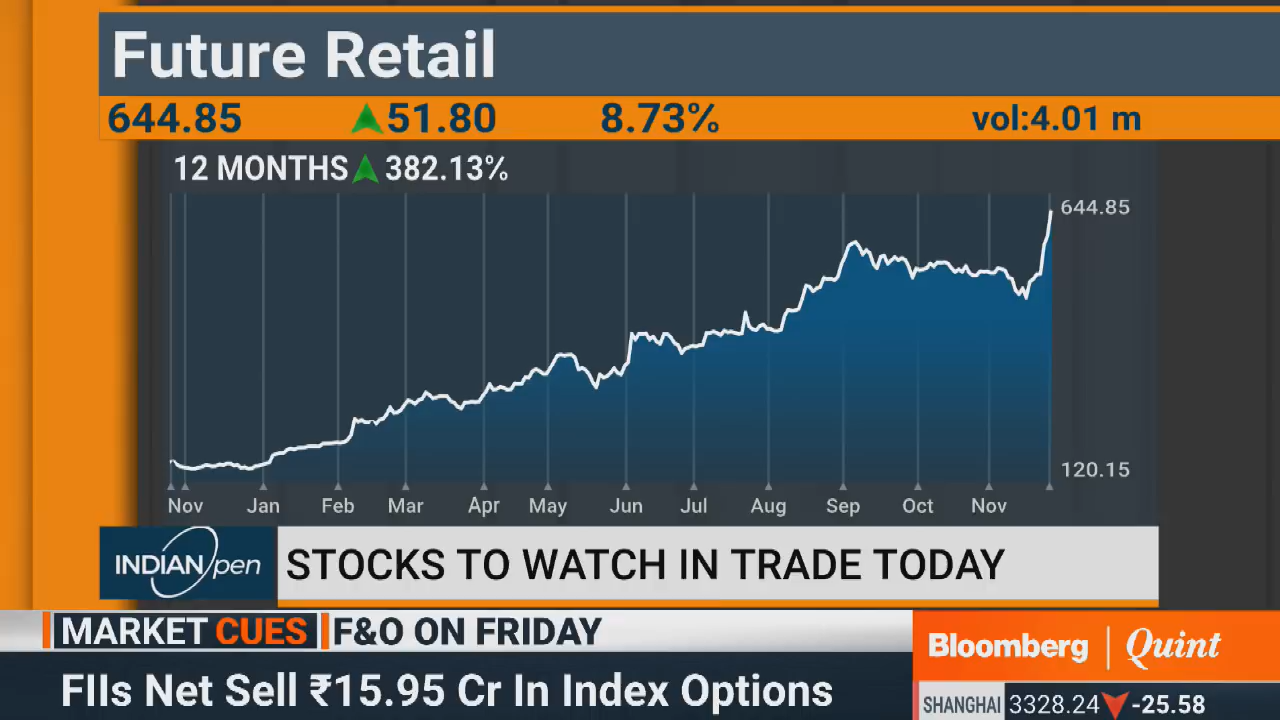 Future Retail
644.85 51.80 8.73% vol:4.01 m
12 MONTHS 382.13%
644.85
120.15
Nov Jan Feb Mar Apr May Jun Jul Aug Sep Oct Nov
INDIAN Open STOCKS TO WATCH IN TRADE TODAY
MARKET CUES F&O ON FRIDAY
FIIs Net Sell ₹15.95 Cr In Index Options
Bloomberg | Quint
SHANGHAI 3328.24 -25.58